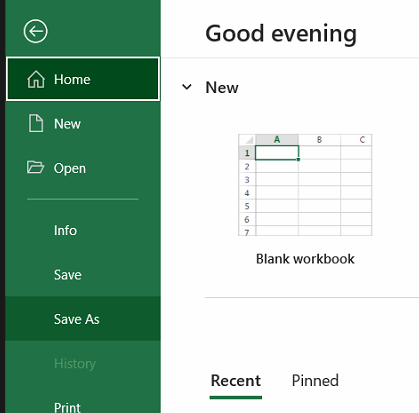 Good evening
Home
New
Open
Info
Save
Save As
History
Print
New
A B C
1
2
3
4
5
6
7
Blank workbook
Recent Pinned